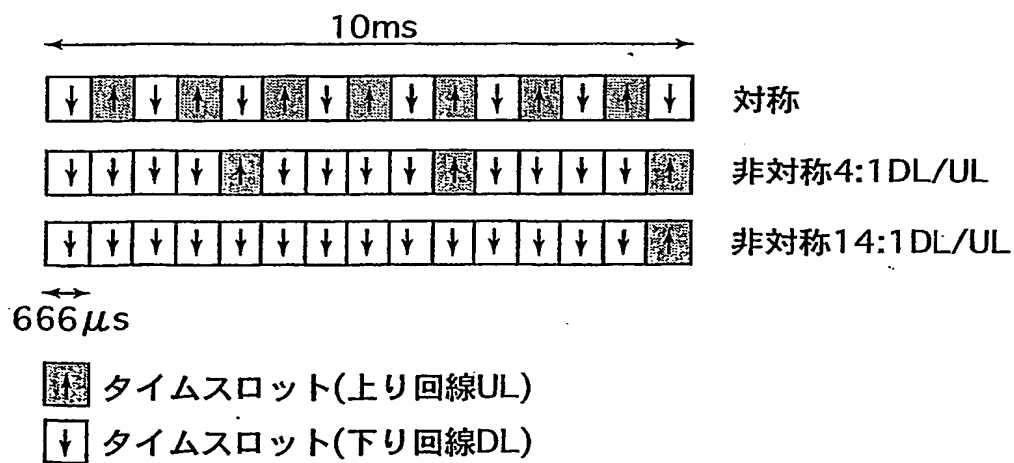 10ms
対称
非対称4:1DL/UL
非対称14:1DL/UL
666μs
タイムスロット(上り回線UL)
タイムスロット(下り回線DL)